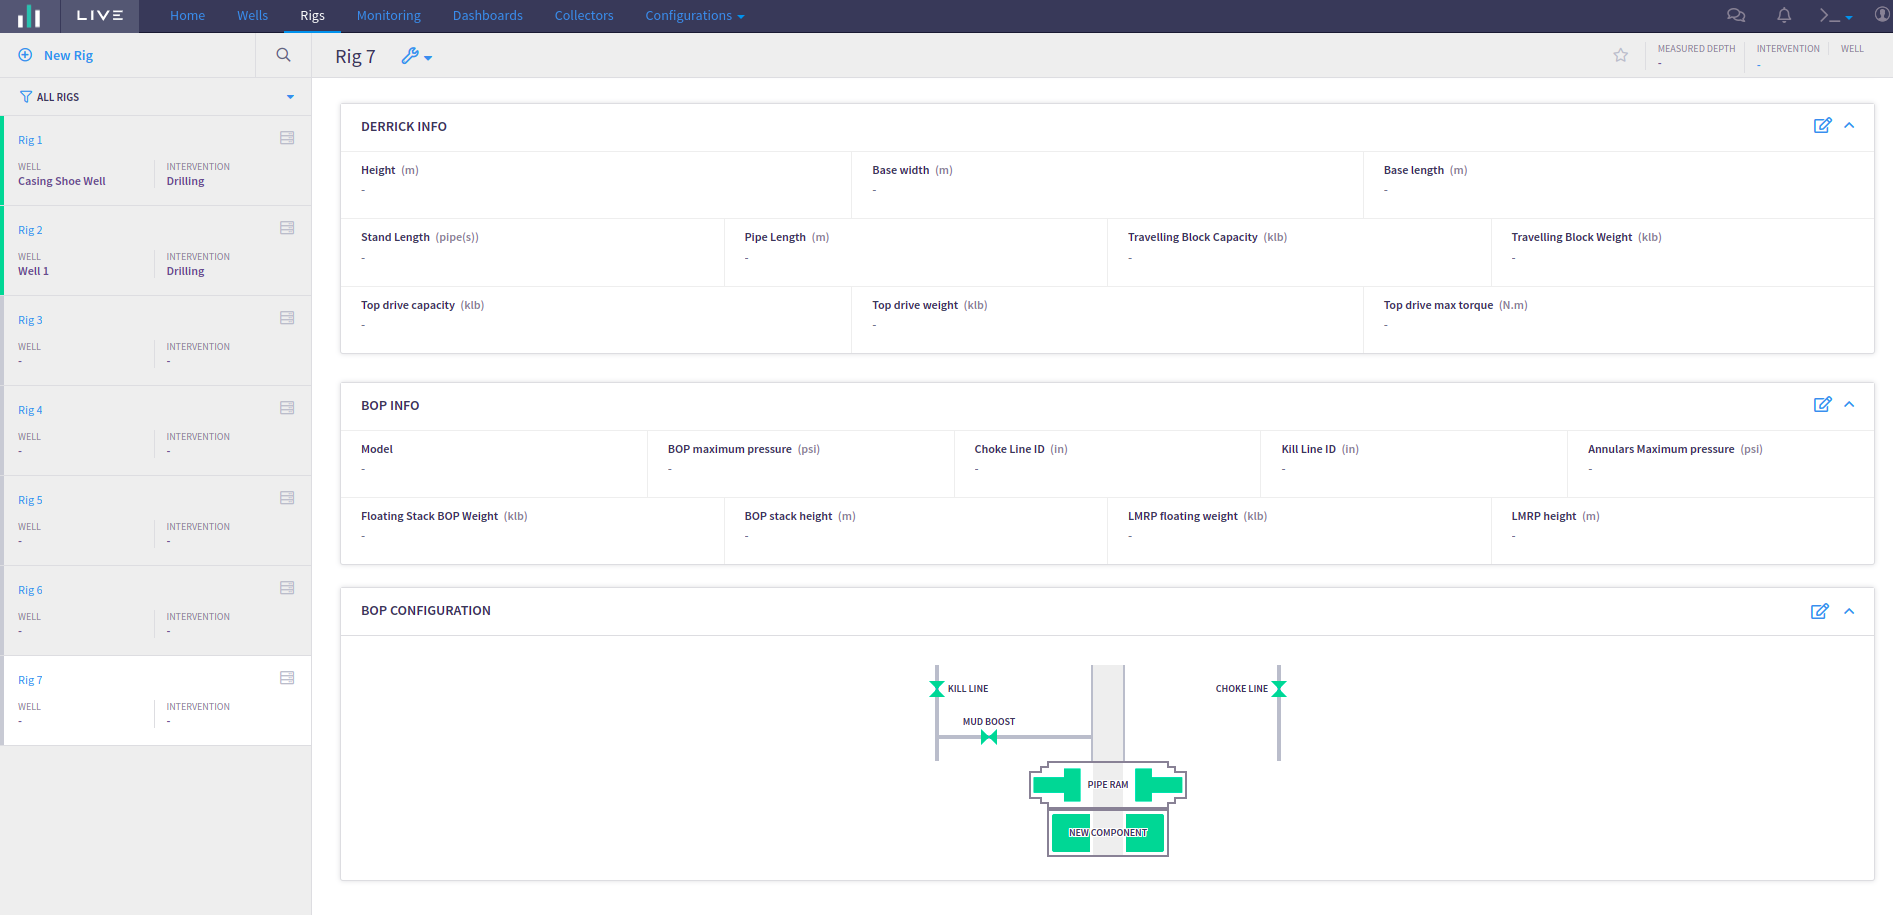 LIVE Home Wells Rigs Monitoring Dashboards Collectors Configurations
New Rig
ALL RIGS
Rig 1
WELL INTERVENTION
Casing Shoe Well Drilling
Rig 2
WELL INTERVENTION
Well 1 Drilling
Rig 3
WELL INTERVENTION
- -
Rig 4
WELL INTERVENTION
- -
Rig 5
WELL INTERVENTION
- -
Rig 6
WELL INTERVENTION
- -
Rig 7
WELL INTERVENTION
- -
Rig 7
MEASURED DEPTH INTERVENTION WELL
- -
DERRICK INFO
Height (m) Base width (m) Base length (m)
- - -
Stand Length (pipe(s)) Pipe Length (m) Travelling Block Capacity (klb) Travelling Block Weight (klb)
- - - -
Top drive capacity (klb) Top drive weight (klb) Top drive max torque (N.m)
- - -
BOP INFO
Model BOP maximum pressure (psi) Choke Line ID (in) Kill Line ID (in) Annulars Maximum pressure (psi)
- - - - -
Floating Stack BOP Weight (klb) BOP stack height (m) LMRP floating weight (klb) LMRP height (m)
- - - -
BOP CONFIGURATION
KILL LINE CHOKE LINE
MUD BOOST
PIPE RAM
NEW COMPONENT